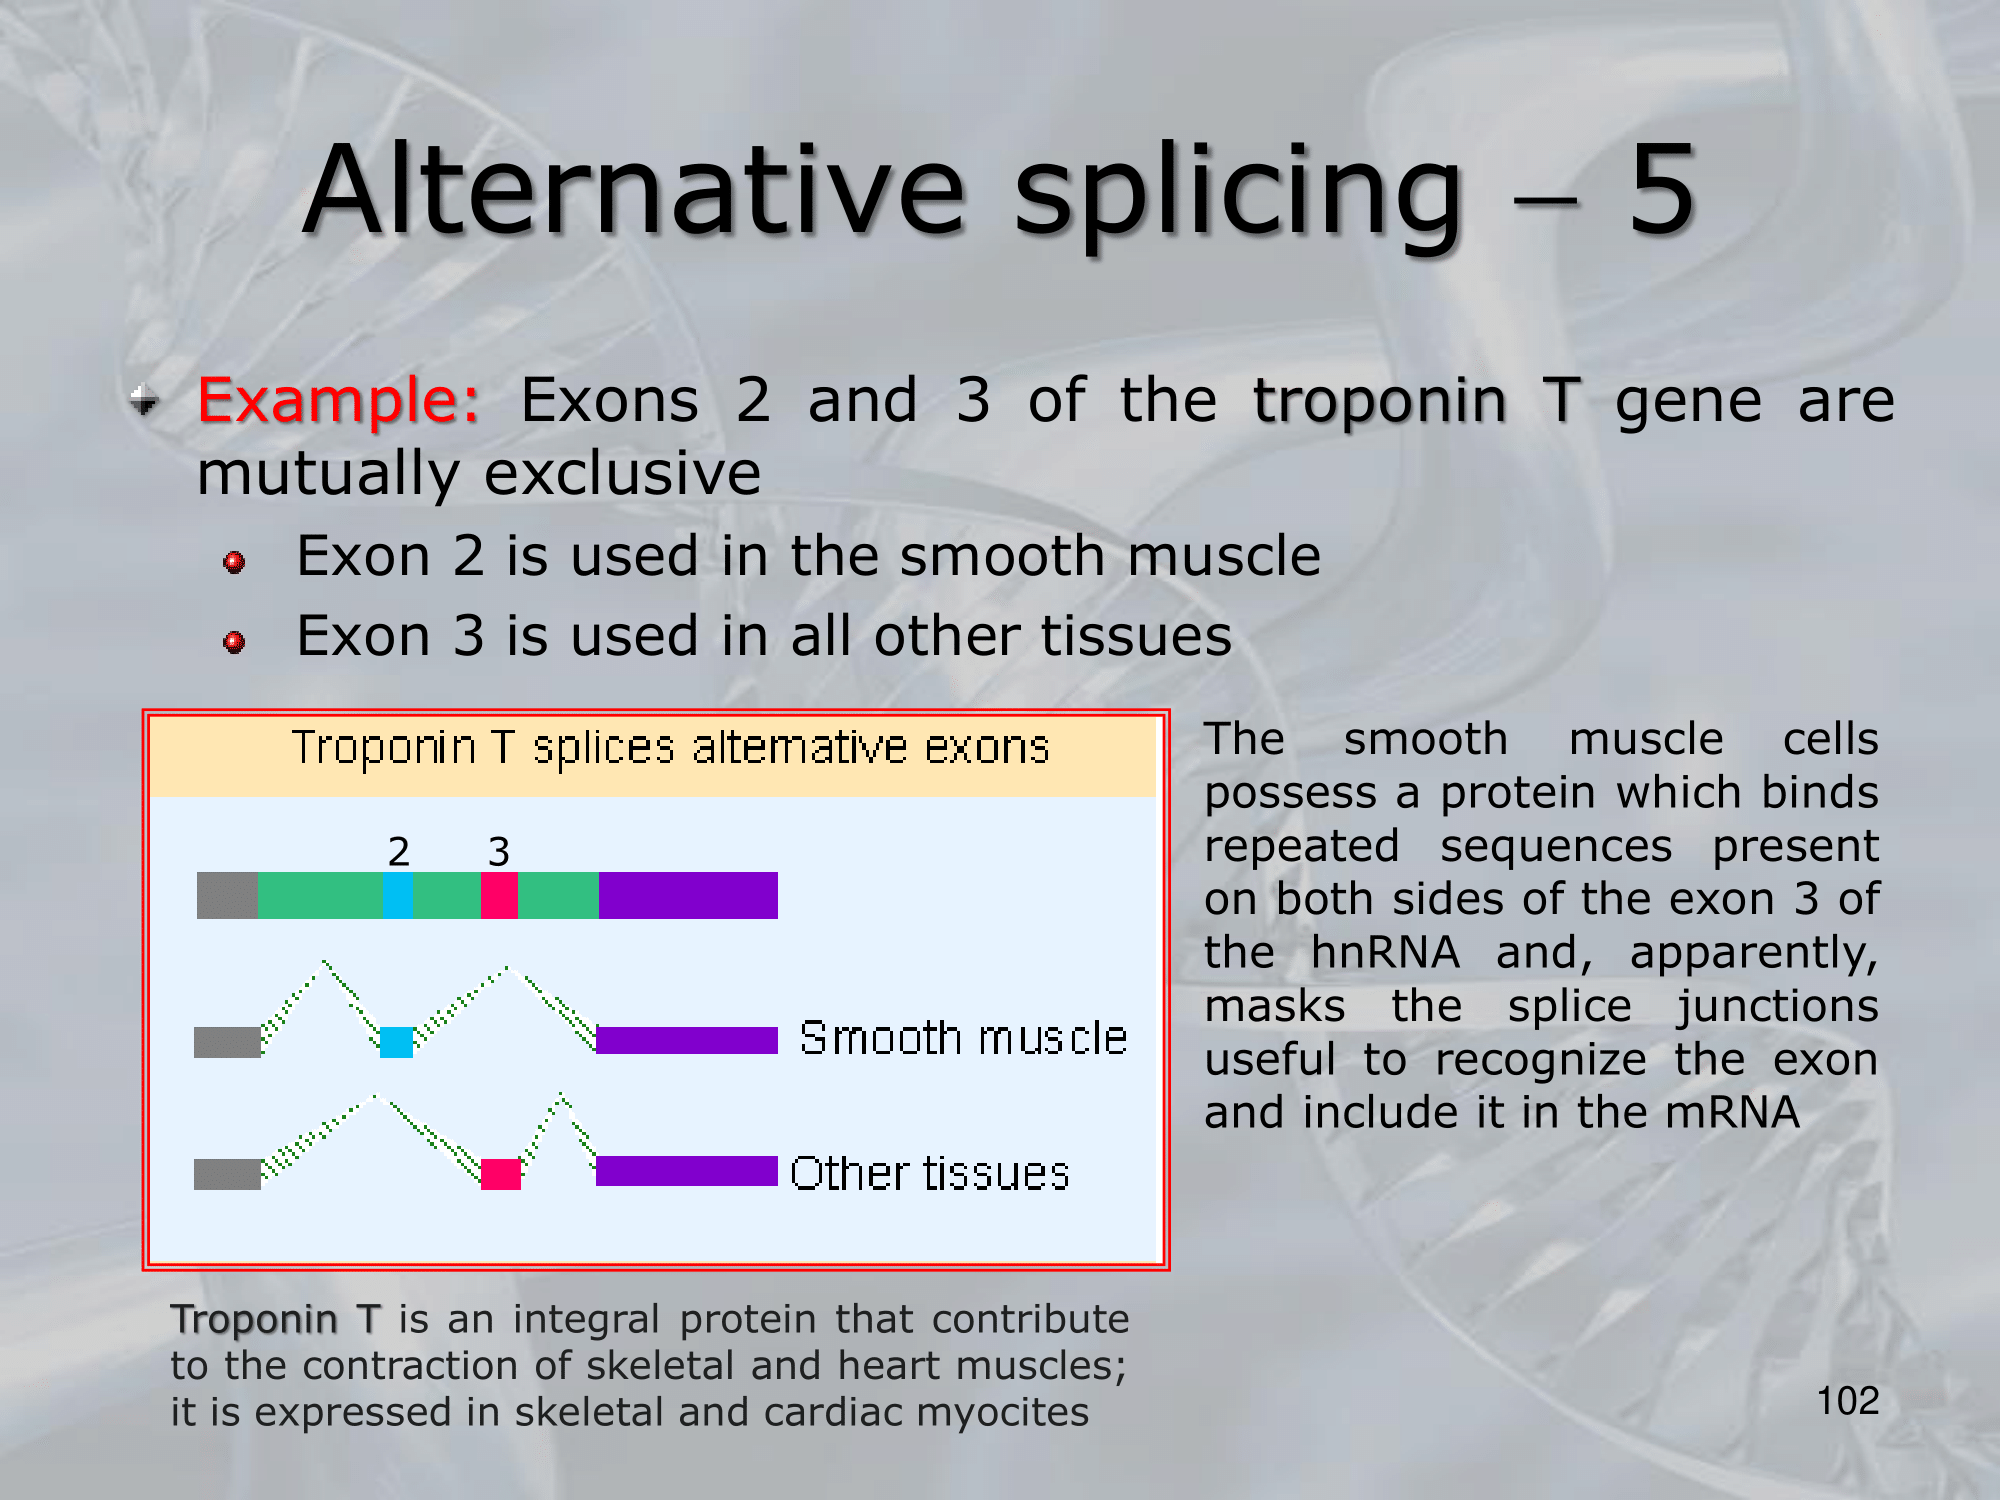 Alternative splicing – 5
Example: Exons 2 and 3 of the troponin T gene are
mutually exclusive
Exon 2 is used in the smooth muscle
Exon 3 is used in all other tissues
Troponin T splices alternative exons
2 3
Smooth muscle
Other tissues
The smooth muscle cells
possess a protein which binds
repeated sequences present
on both sides of the exon 3 of
the hnRNA and, apparently,
masks the splice junctions
useful to recognize the exon
and include it in the mRNA
Troponin T is an integral protein that contribute
to the contraction of skeletal and heart muscles;
it is expressed in skeletal and cardiac myocites
102